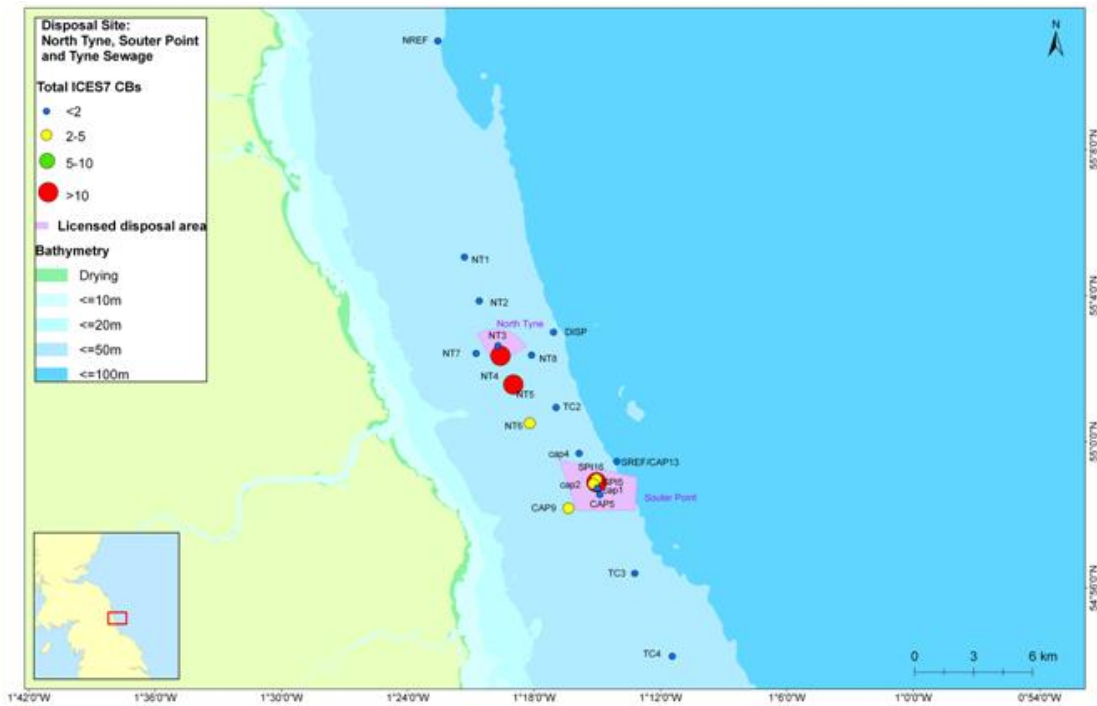 Disposal Site:
North Tyne, Souter Point
and Tyne Sewage
Total ICES7 CBs
<2
2-5
5-10
>10
Licensed disposal area
Bathymetry
Drying
<=10m
<=20m
<=50m
<=100m
NREF
N
NT1
NT2
DISP
North Tyne
NT3
NT7
NT8
NT4
NT5
TC2
NT6
cap4
SREF/CAP13
SPI16
cap2
SPI5
cap1
CAP5
Souter Point
CAP9
TC3
TC4
55°8'0"N
55°4'0"N
55°0'0"N
54°56'0"N
0 3 6 km
1°42'0"W 1°36'0"W 1°30'0"W 1°24'0"W 1°18'0"W 1°12'0"W 1°6'0"W 1°0'0"W 0°54'0"W